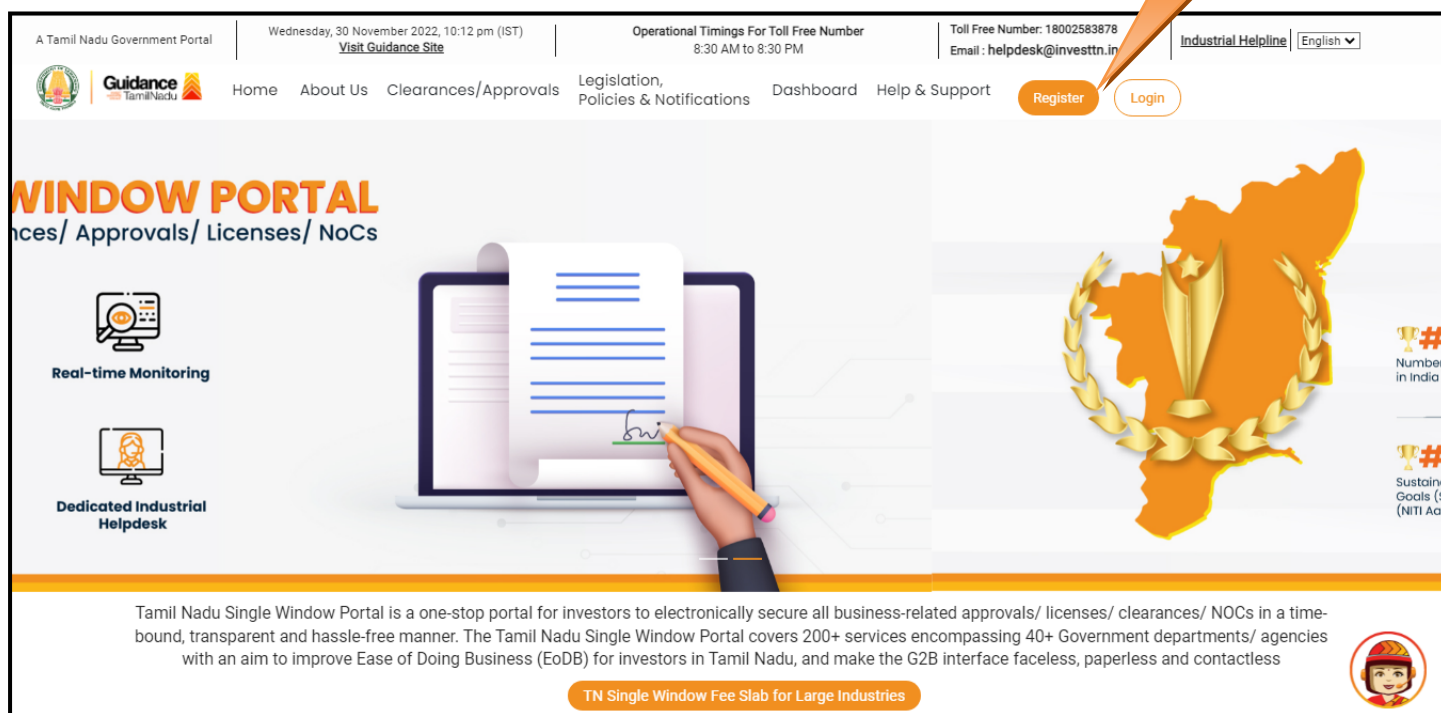 A Tamil Nadu Government Portal
Wednesday, 30 November 2022, 10:12 pm (IST)
Visit Guidance Site
Operational Timings For Toll Free Number
8:30 AM to 8:30 PM
Toll Free Number: 18002583878
Email : helpdesk@investtn.in
Industrial Helpline
English
Guidance
TamilNadu
Home
About Us
Clearances/Approvals
Legislation,
Policies & Notifications
Dashboard
Help & Support
Register
Login
WINDOW PORTAL
nces/ Approvals/ Licenses/ NoCs
Real-time Monitoring
Dedicated Industrial
Helpdesk
#
Number
in India
#
Sustain
Goals (S
(NITI Aa
Tamil Nadu Single Window Portal is a one-stop portal for investors to electronically secure all business-related approvals/ licenses/ clearances/ NOCs in a time-
bound, transparent and hassle-free manner. The Tamil Nadu Single Window Portal covers 200+ services encompassing 40+ Government departments/ agencies
with an aim to improve Ease of Doing Business (EoDB) for investors in Tamil Nadu, and make the G2B interface faceless, paperless and contactless
TN Single Window Fee Slab for Large Industries